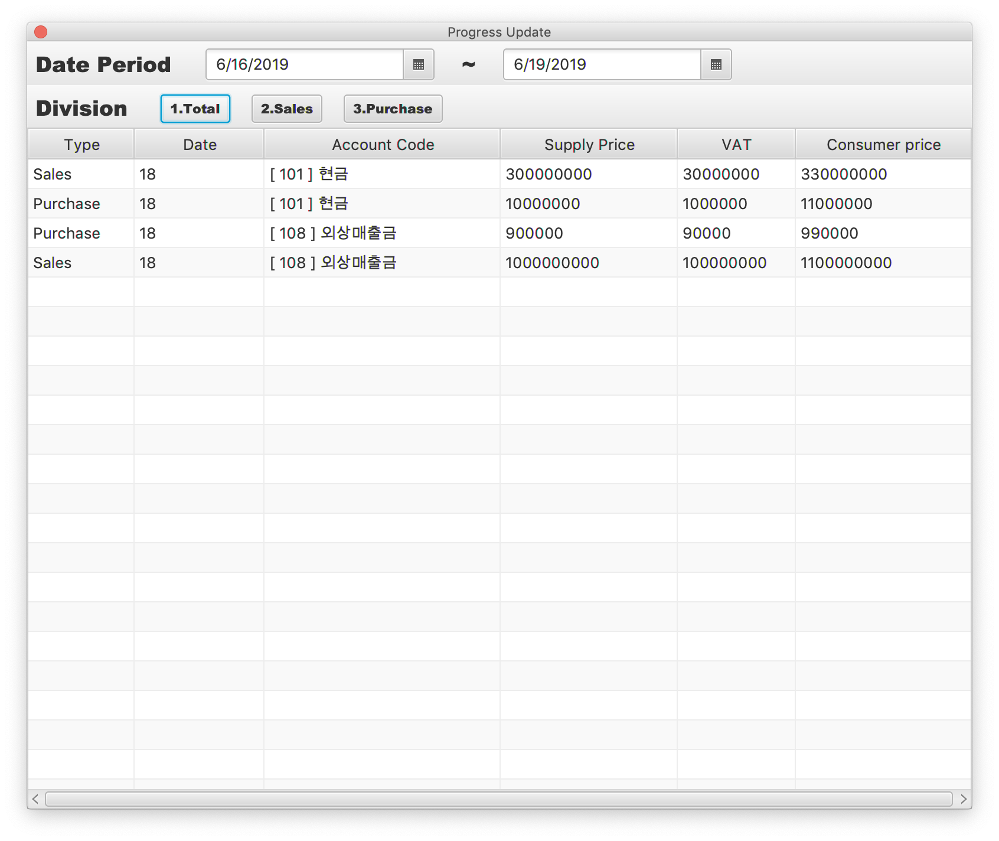 Progress Update
Date Period 6/16/2019 ~ 6/19/2019
Division 1.Total 2.Sales 3.Purchase
Type Date Account Code Supply Price VAT Consumer price
Sales 18 [ 101 ] 현금 300000000 30000000 330000000
Purchase 18 [ 101 ] 현금 10000000 1000000 11000000
Purchase 18 [ 108 ] 외상매출금 900000 90000 990000
Sales 18 [ 108 ] 외상매출금 1000000000 100000000 1100000000